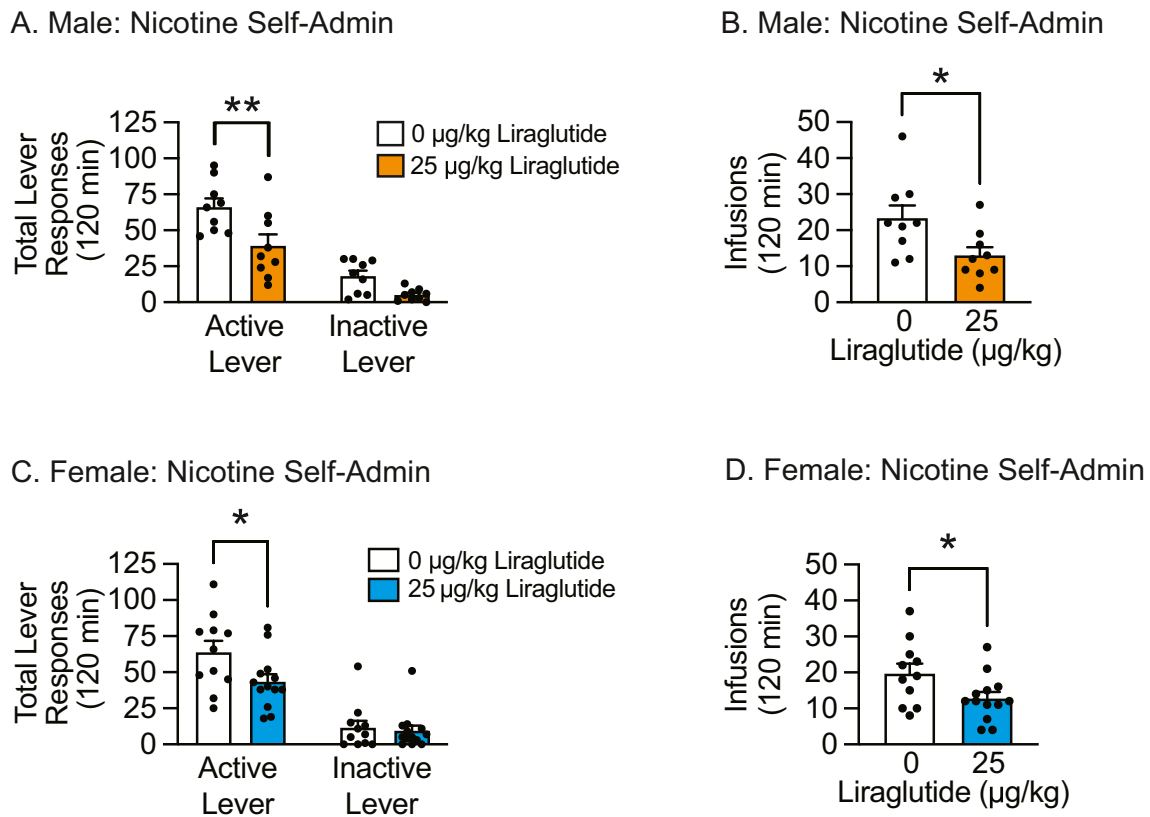 A. Male: Nicotine Self-Admin
Total Lever
Responses
(120 min)
125
100
75
50
25
0
**
0 µg/kg Liraglutide
25 µg/kg Liraglutide
Active
Lever
Inactive
Lever
B. Male: Nicotine Self-Admin
Infusions
(120 min)
50
40
30
20
10
0
*
0 25
Liraglutide (µg/kg)
C. Female: Nicotine Self-Admin
Total Lever
Responses
(120 min)
125
100
75
50
25
0
*
0 µg/kg Liraglutide
25 µg/kg Liraglutide
Active
Lever
Inactive
Lever
D. Female: Nicotine Self-Admin
Infusions
(120 min)
50
40
30
20
10
0
*
0 25
Liraglutide (µg/kg)